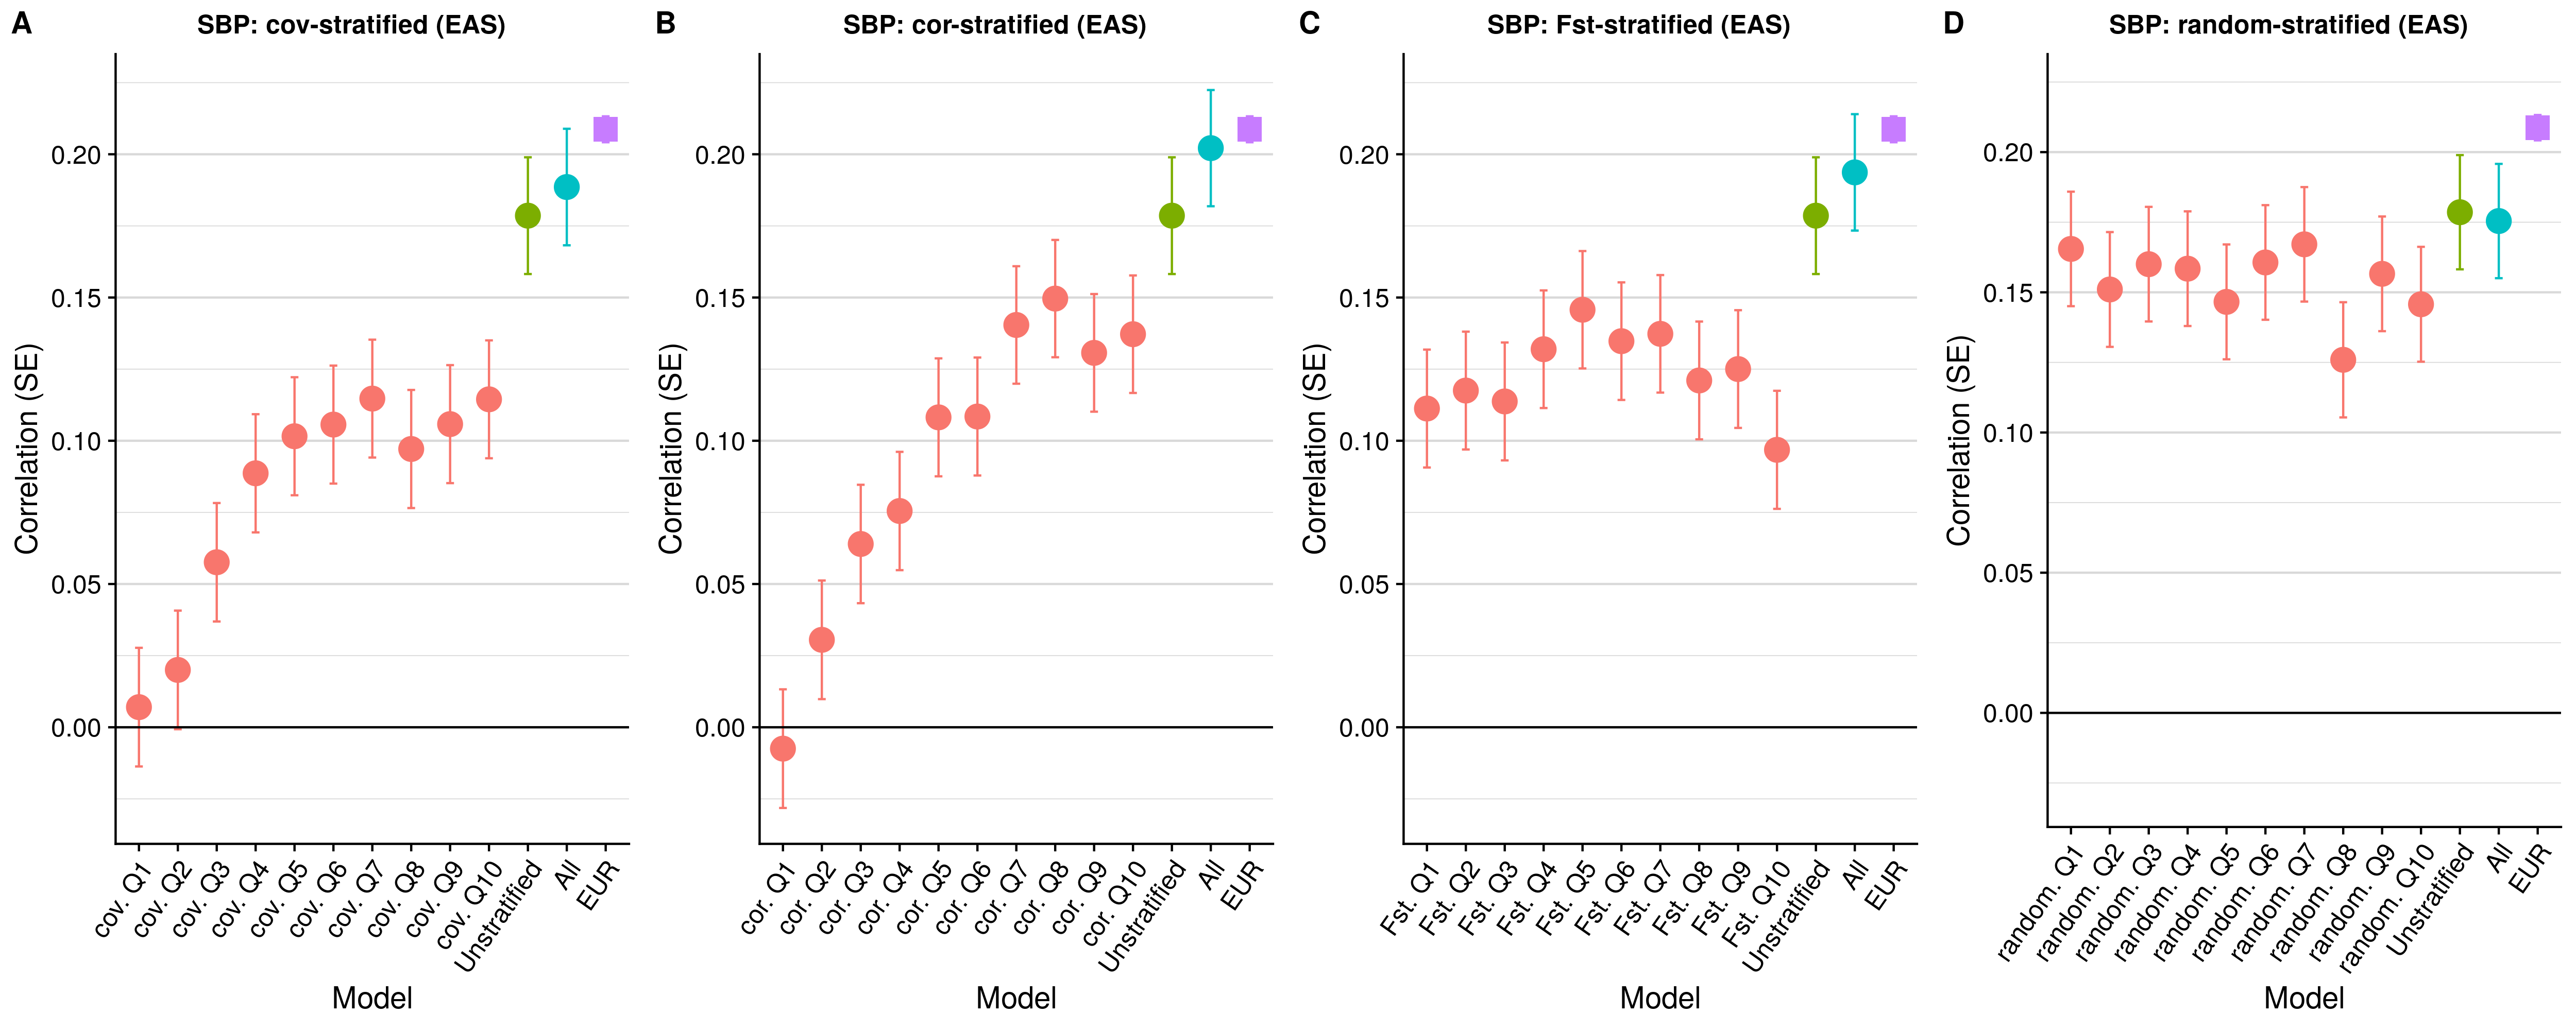 A
SBP: cov-stratified (EAS)
Correlation (SE)
0.20
0.15
0.10
0.05
0.00
cov. Q1
cov. Q2
cov. Q3
cov. Q4
cov. Q5
cov. Q6
cov. Q7
cov. Q8
cov. Q9
cov. Q10
Unstratified
All
EUR
Model
B
SBP: cor-stratified (EAS)
Correlation (SE)
0.20
0.15
0.10
0.05
0.00
cor. Q1
cor. Q2
cor. Q3
cor. Q4
cor. Q5
cor. Q6
cor. Q7
cor. Q8
cor. Q9
cor. Q10
Unstratified
All
EUR
Model
C
SBP: Fst-stratified (EAS)
Correlation (SE)
0.20
0.15
0.10
0.05
0.00
Fst. Q1
Fst. Q2
Fst. Q3
Fst. Q4
Fst. Q5
Fst. Q6
Fst. Q7
Fst. Q8
Fst. Q9
Fst. Q10
Unstratified
All
EUR
Model
D
SBP: random-stratified (EAS)
Correlation (SE)
0.20
0.15
0.10
0.05
0.00
random. Q1
random. Q2
random. Q3
random. Q4
random. Q5
random. Q6
random. Q7
random. Q8
random. Q9
random. Q10
Unstratified
All
EUR
Model